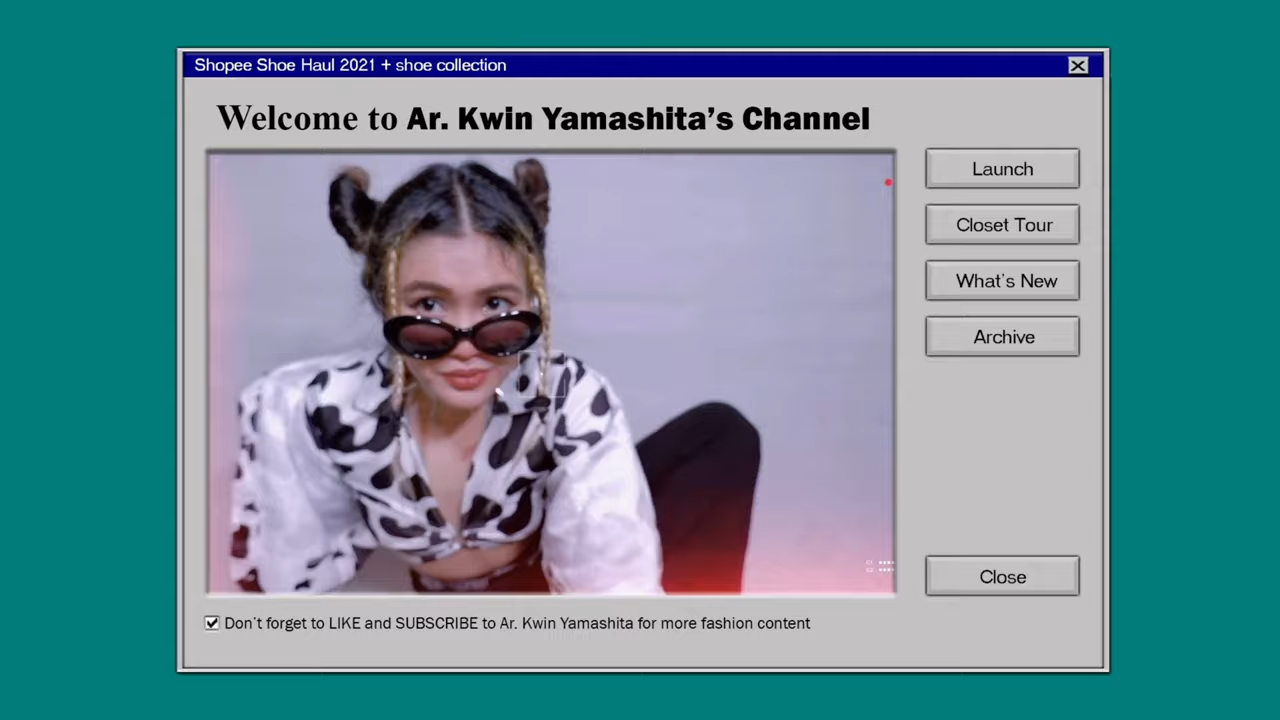 Shopee Shoe Haul 2021 + shoe collection
Welcome to Ar. Kwin Yamashita’s Channel
Launch
Closet Tour
What's New
Archive
Close
Don't forget to LIKE and SUBSCRIBE to Ar. Kwin Yamashita for more fashion content